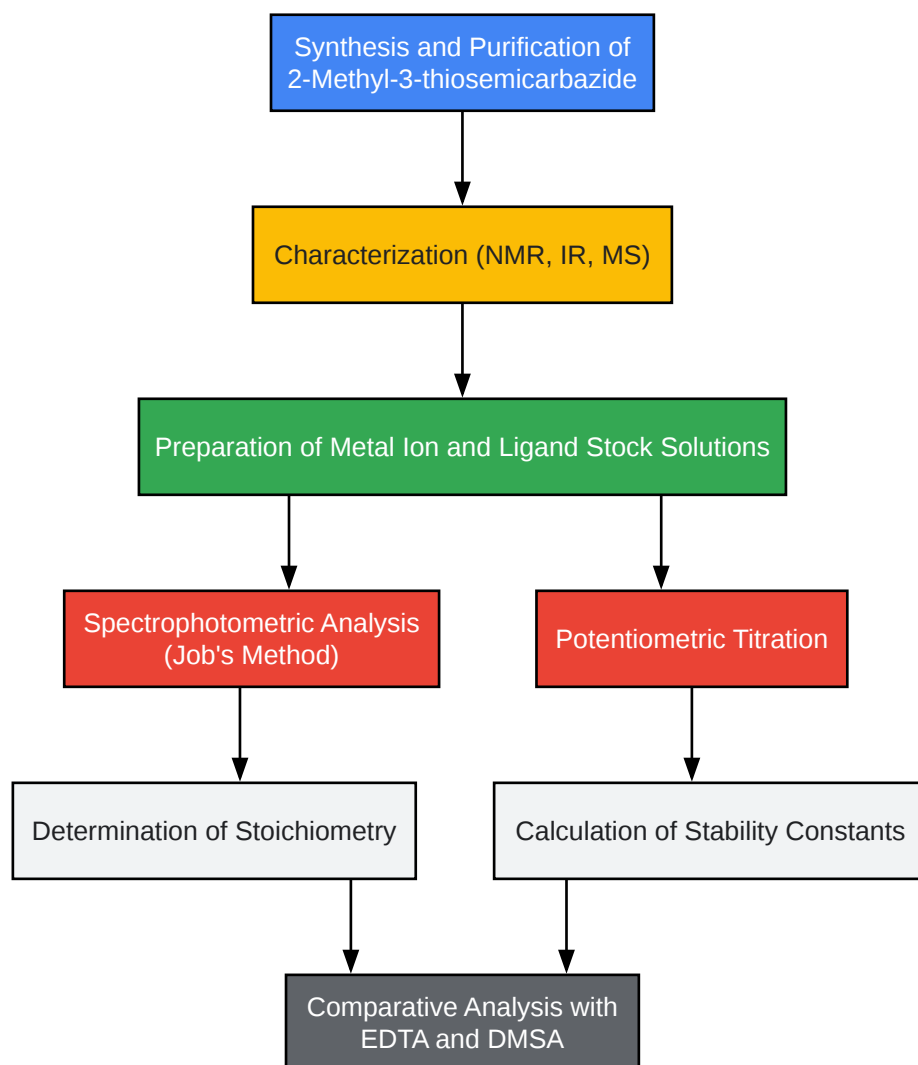 Synthesis and Purification of
2-Methyl-3-thiosemicarbazide
Characterization (NMR, IR, MS)
Preparation of Metal Ion and Ligand Stock Solutions
Spectrophotometric Analysis
(Job's Method)
Potentiometric Titration
Determination of Stoichiometry
Calculation of Stability Constants
Comparative Analysis with
EDTA and DMSA